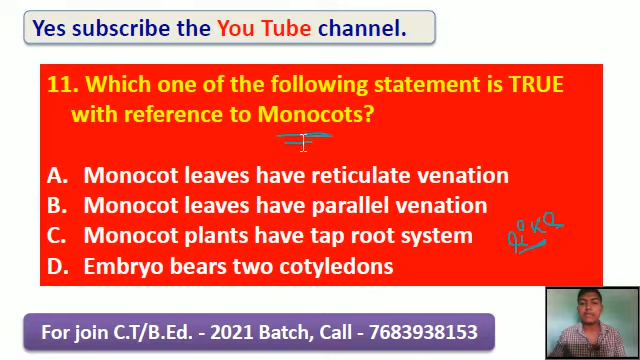 Yes subscribe the You Tube channel.
11. Which one of the following statement is TRUE
with reference to Monocots?
A. Monocot leaves have reticulate venation
B. Monocot leaves have parallel venation
C. Monocot plants have tap root system
D. Embryo bears two cotyledons
For join C.T/B.Ed. - 2021 Batch, Call - 7683938153